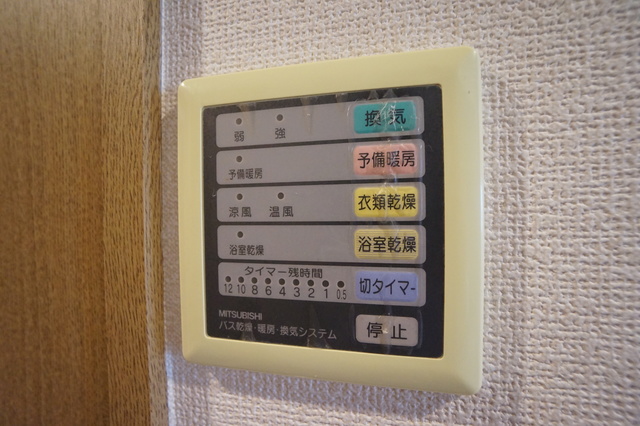 換気
弱 強
予備暖房
予備暖房
衣類乾燥
涼風 温風
浴室乾燥
浴室乾燥
タイマー残時間
切タイマー
12 10 8 6 4 3 2 1 0.5
MITSUBISHI
バス乾燥・暖房・換気システム
停止